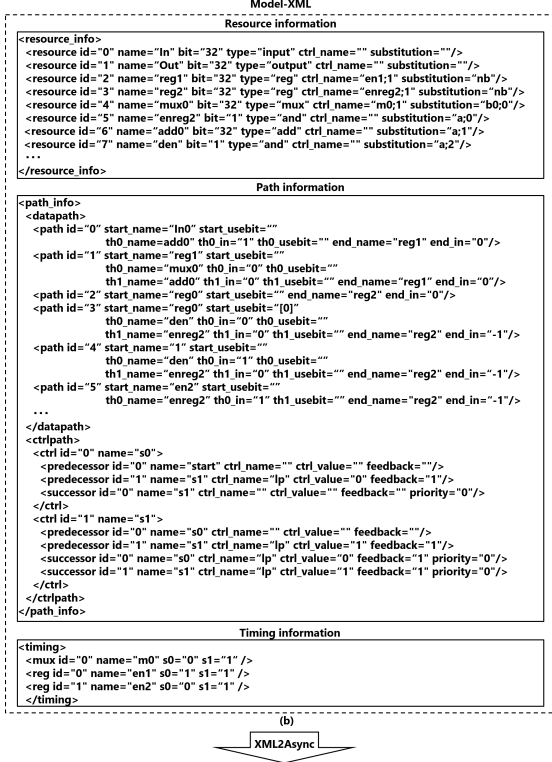 Model-XML
Resource information
<resource_info>
<resource id="0" name="In" bit="32" type="input" ctrl_name="" substitution=""/>
<resource id="1" name="Out" bit="32" type="output" ctrl_name="" substitution=""/>
<resource id="2" name="reg1" bit="32" type="reg" ctrl_name="en1;1" substitution="nb"/>
<resource id="3" name="reg2" bit="32" type="reg" ctrl_name="enreg2;1" substitution="nb"/>
<resource id="4" name="mux0" bit="32" type="mux" ctrl_name="m0;1" substitution="b0;0"/>
<resource id="5" name="enreg2" bit="1" type="and" ctrl_name="" substitution="a;0"/>
<resource id="6" name="add0" bit="32" type="add" ctrl_name="" substitution="a;1"/>
<resource id="7" name="den" bit="1" type="and" ctrl_name="" substitution="a;2"/>
...
</resource_info>
Path information
<path_info>
<datapath>
<path id="0" start_name="In0" start_usebit=""
th0_name=add0" th0_in="1" th0_usebit="" end_name="reg1" end_in="0"/>
<path id="1" start_name="reg1" start_usebit=""
th0_name="mux0" th0_in="0" th0_usebit=""
th1_name="add0" th1_in="0" th1_usebit="" end_name="reg1" end_in="0"/>
<path id="2" start_name="reg0" start_usebit="" end_name="reg2" end_in="0"/>
<path id="3" start_name="reg0" start_usebit="[0]"
th0_name="den" th0_in="0" th0_usebit=""
th1_name="enreg2" th1_in="0" th1_usebit="" end_name="reg2" end_in="-1"/>
<path id="4" start_name="1" start_usebit=""
th0_name="den" th0_in="1" th0_usebit=""
th1_name="enreg2" th1_in="0" th1_usebit="" end_name="reg2" end_in="-1"/>
<path id="5" start_name="en2" start_usebit=""
th0_name="enreg2" th0_in="1" th0_usebit="" end_name="reg2" end_in="-1"/>
...
</datapath>
<ctrlpath>
<ctrl id="0" name="s0">
<predecessor id="0" name="start" ctrl_name="" ctrl_value="" feedback=""/>
<predecessor id="1" name="s1" ctrl_name="lp" ctrl_value="0" feedback="1"/>
<successor id="0" name="s1" ctrl_name="" ctrl_value="" feedback="" priority="0"/>
</ctrl>
<ctrl id="1" name="s1">
<predecessor id="0" name="s0" ctrl_name="" ctrl_value="" feedback=""/>
<predecessor id="1" name="s1" ctrl_name="lp" ctrl_value="1" feedback="1"/>
<successor id="0" name="s0" ctrl_name="lp" ctrl_value="0" feedback="1" priority="0"/>
<successor id="1" name="s1" ctrl_name="lp" ctrl_value="1" feedback="1" priority="0"/>
</ctrl>
</ctrlpath>
</path_info>
Timing information
<timing>
<mux id="0" name="m0" s0="0" s1="1" />
<reg id="0" name="en1" s0="1" s1="1" />
<reg id="1" name="en2" s0="0" s1="1" />
</timing>
(b)
XML2Async